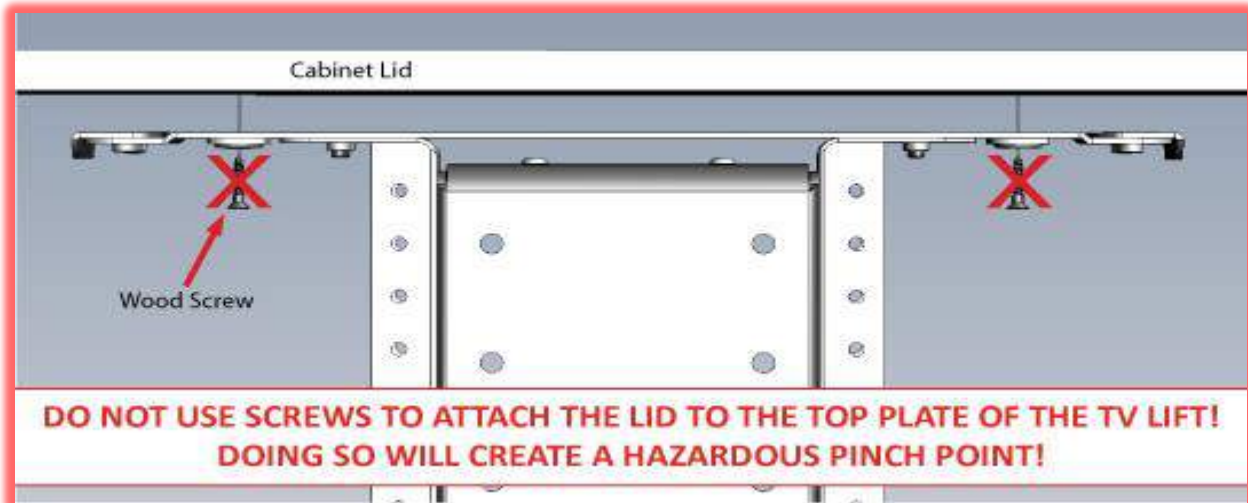 Cabinet Lid
Wood Screw
DO NOT USE SCREWS TO ATTACH THE LID TO THE TOP PLATE OF THE TV LIFT!
DOING SO WILL CREATE A HAZARDOUS PINCH POINT!